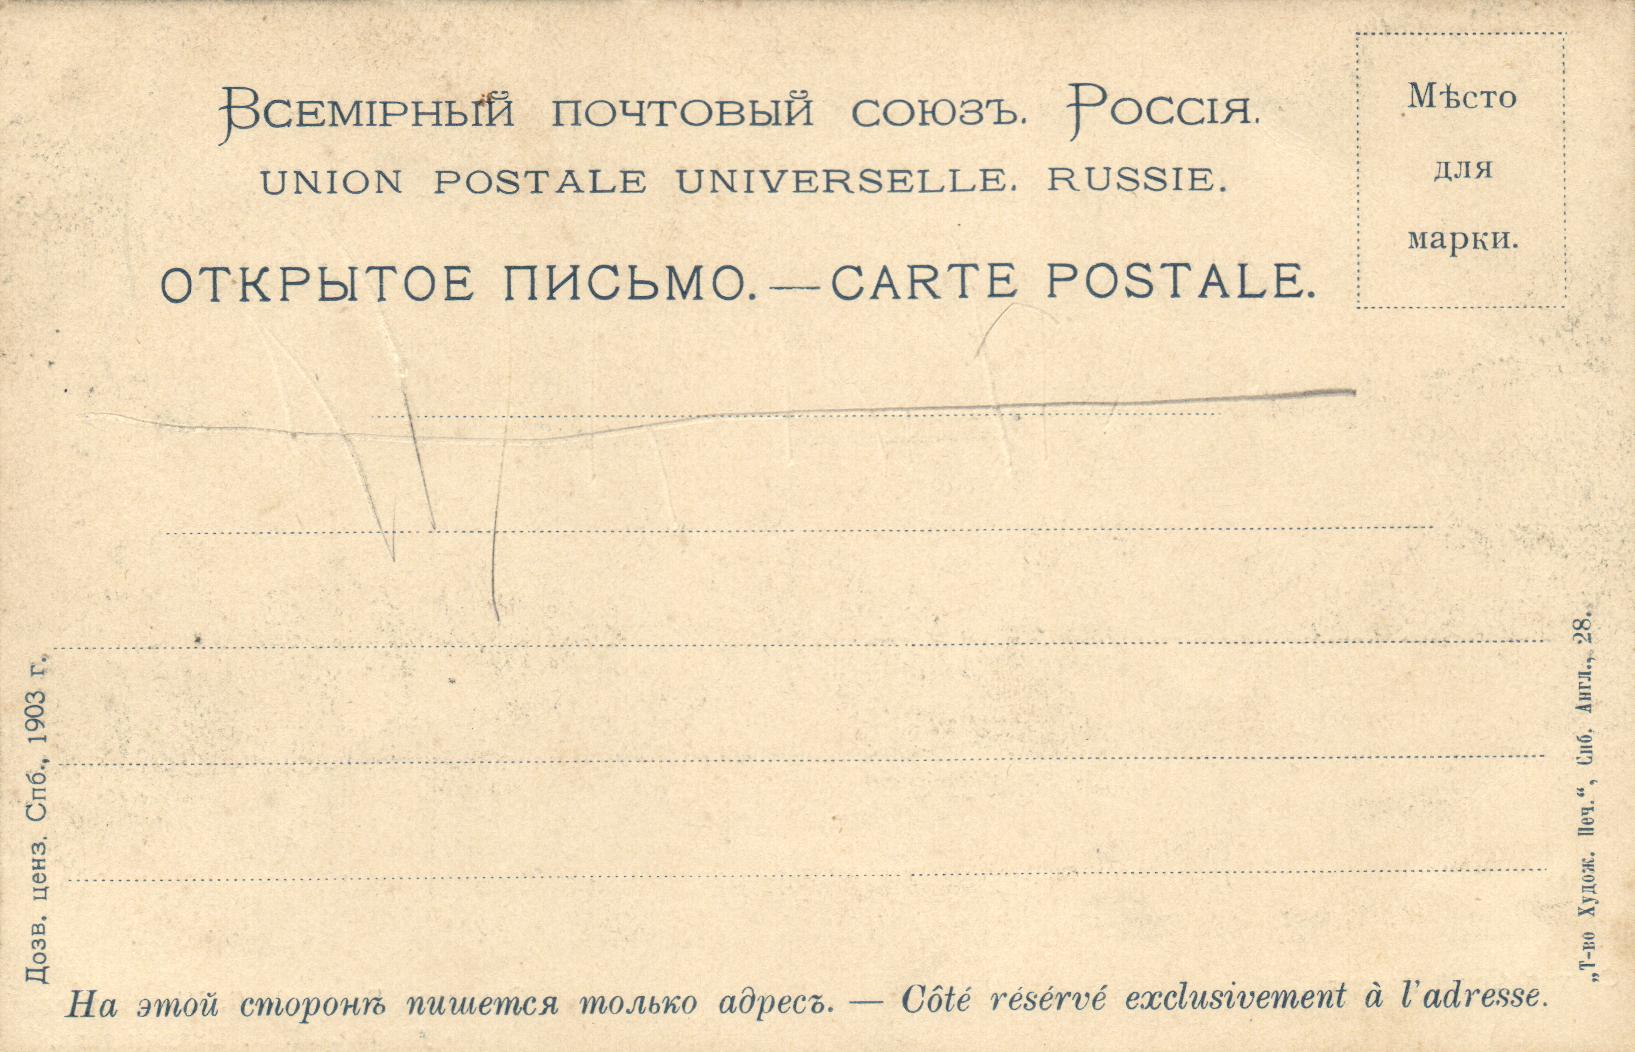 Всемірный почтовый союзъ. Россія.
UNION POSTALE UNIVERSELLE. RUSSIE.
ОТКРЫТОЕ ПИСЬМО. — CARTE POSTALE.
Мѣсто
для
марки.
Дозв. ценз. Спб., 1903 г.
„Т-во Худож. Печ.“, Спб. Англ., 28.
На этой сторонѣ пишется только адресъ. — Côté résérvé exclusivement à l'adresse.